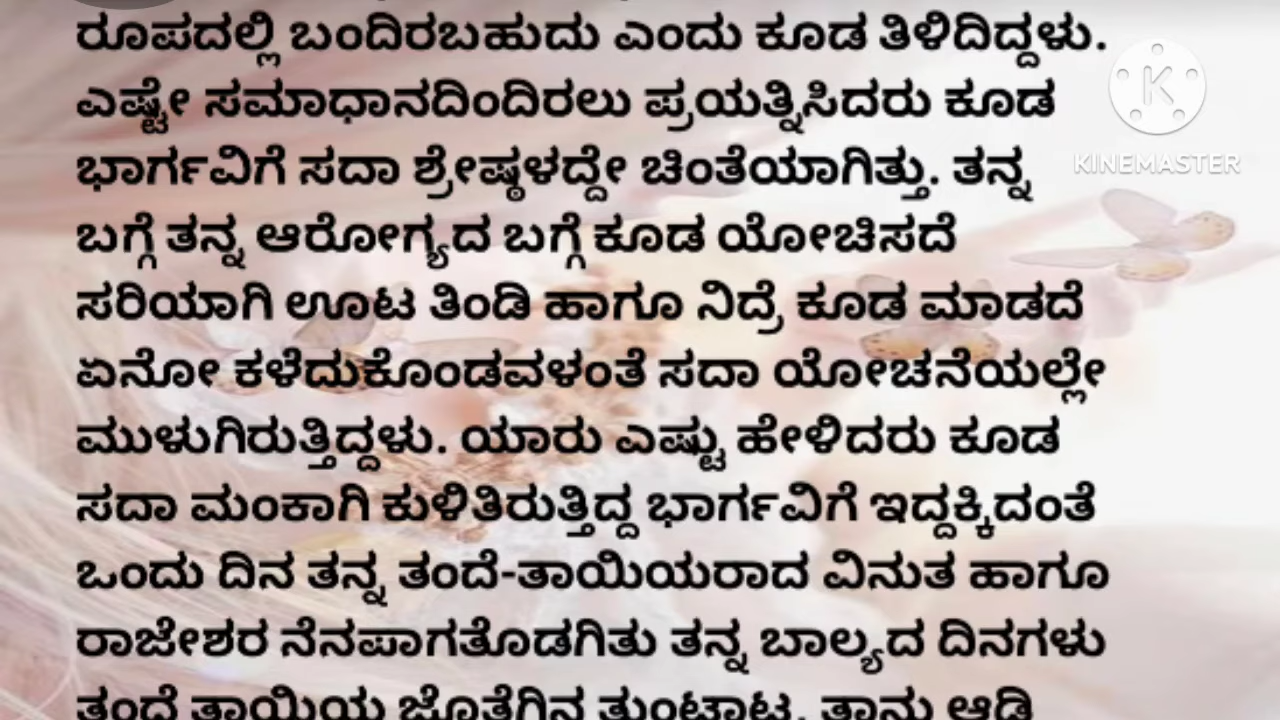 ರೂಪದಲ್ಲಿ ಬಂದಿರಬಹುದು ಎಂದು ಕೂಡ ತಿಳಿದಿದ್ದಳು.
ಎಷ್ಟೇ ಸಮಾಧಾನದಿಂದಿರಲು ಪ್ರಯತ್ನಿಸಿದರು ಕೂಡ
ಭಾರ್ಗವಿಗೆ ಸದಾ ಶ್ರೇಷ್ಠಳದ್ದೇ ಚಿಂತೆಯಾಗಿತ್ತು. ತನ್ನ
ಬಗ್ಗೆ ತನ್ನ ಆರೋಗ್ಯದ ಬಗ್ಗೆ ಕೂಡ ಯೋಚಿಸದೆ
ಸರಿಯಾಗಿ ಊಟ ತಿಂಡಿ ಹಾಗೂ ನಿದ್ರೆ ಕೂಡ ಮಾಡದೆ
ಏನೋ ಕಳೆದುಕೊಂಡವಳಂತೆ ಸದಾ ಯೋಚನೆಯಲ್ಲೇ
ಮುಳುಗಿರುತ್ತಿದ್ದಳು. ಯಾರು ಎಷ್ಟು ಹೇಳಿದರು ಕೂಡ
ಸದಾ ಮಂಕಾಗಿ ಕುಳಿತಿರುತ್ತಿದ್ದ ಭಾರ್ಗವಿಗೆ ಇದ್ದಕ್ಕಿದಂತೆ
ಒಂದು ದಿನ ತನ್ನ ತಂದೆ-ತಾಯಿಯರಾದ ವಿನುತ ಹಾಗೂ
ರಾಜೇಶರ ನೆನಪಾಗತೊಡಗಿತು ತನ್ನ ಬಾಲ್ಯದ ದಿನಗಳು
ತಂದೆ ತಾಯಿಯ ಜೊತೆಗಿನ ತುಂಟಾಟ, ತಾನು ಆಡಿ
KINEMASTER